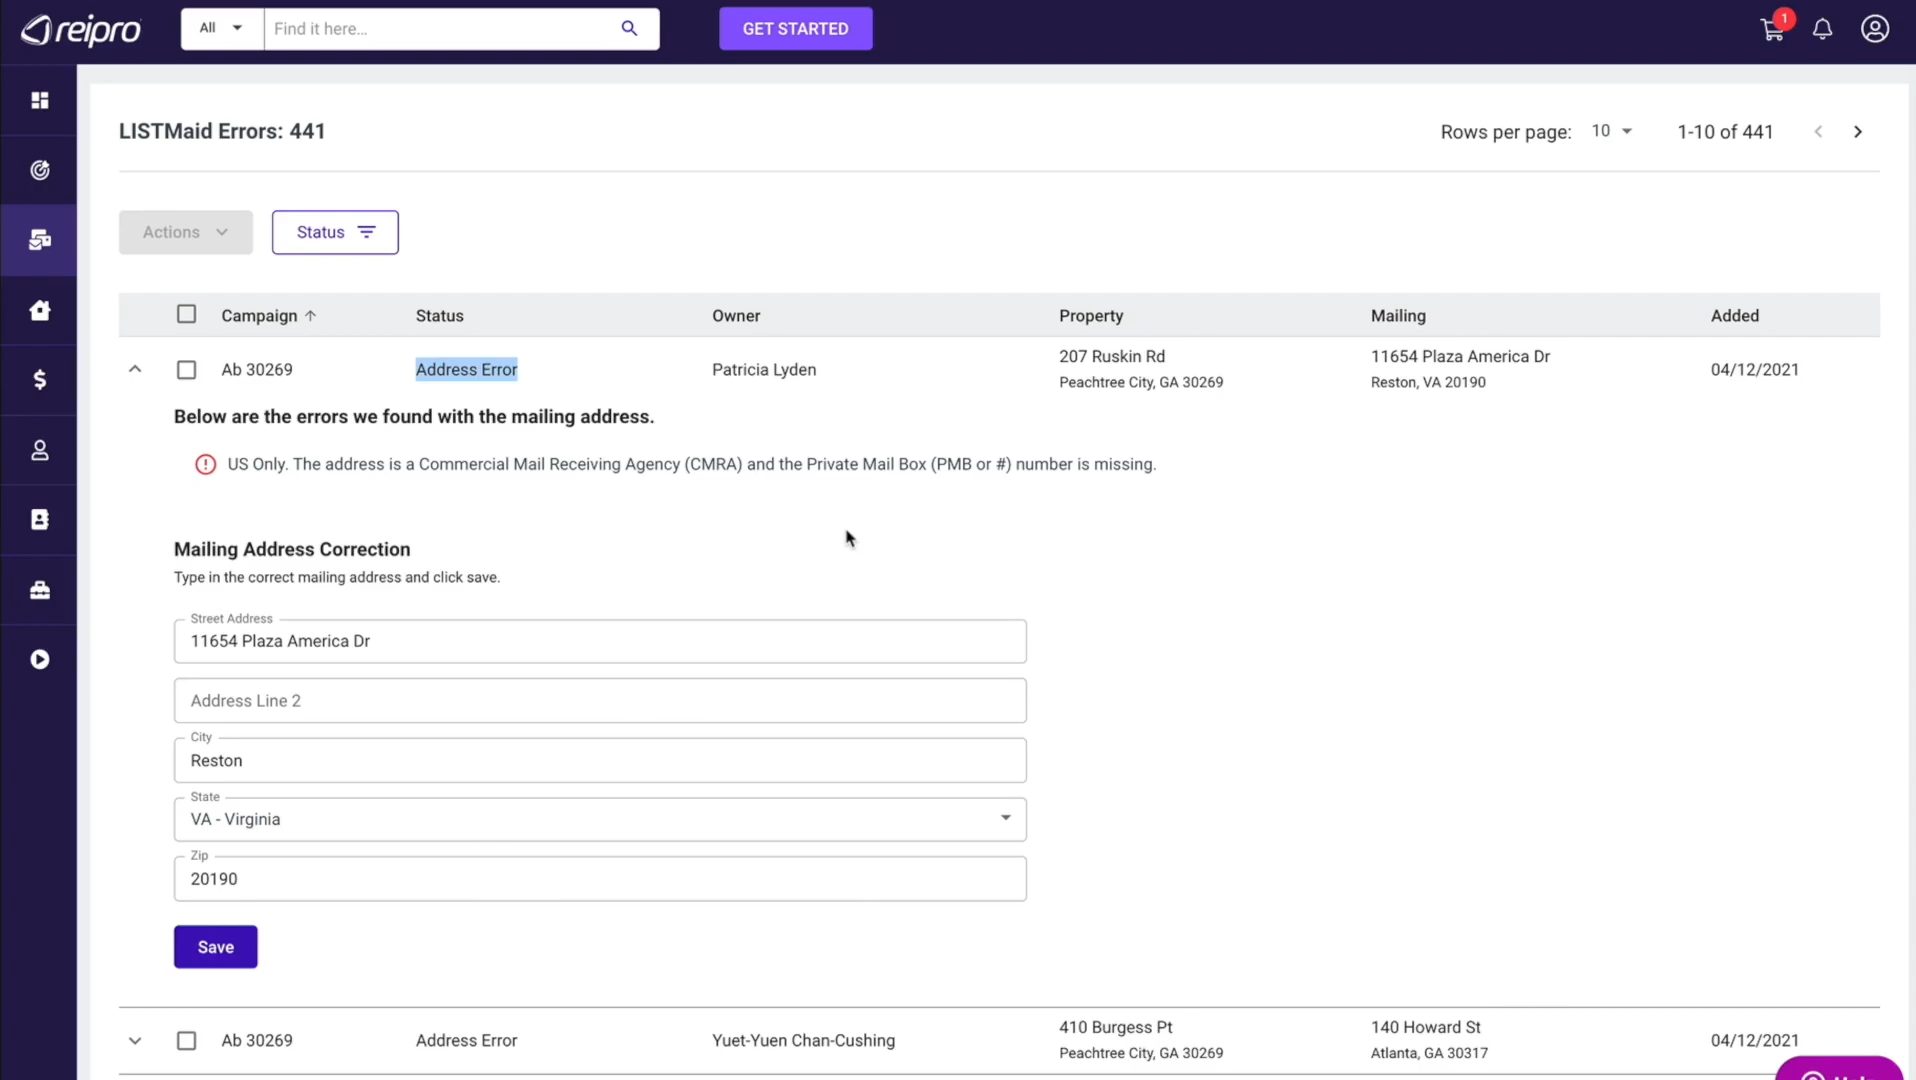 reipro
All
Find it here...
GET STARTED
1
LISTMaid Errors: 441
Rows per page: 10
1-10 of 441
Actions
Status
Campaign
Status
Owner
Property
Mailing
Added
Ab 30269
Address Error
Patricia Lyden
207 Ruskin Rd
Peachtree City, GA 30269
11654 Plaza America Dr
Reston, VA 20190
04/12/2021
Below are the errors we found with the mailing address.
US Only. The address is a Commercial Mail Receiving Agency (CMRA) and the Private Mail Box (PMB or #) number is missing.
Mailing Address Correction
Type in the correct mailing address and click save.
Street Address
11654 Plaza America Dr
Address Line 2
City
Reston
State
VA - Virginia
Zip
20190
Save
Ab 30269
Address Error
Yuet-Yuen Chan-Cushing
410 Burgess Pt
Peachtree City, GA 30269
140 Howard St
Atlanta, GA 30317
04/12/2021